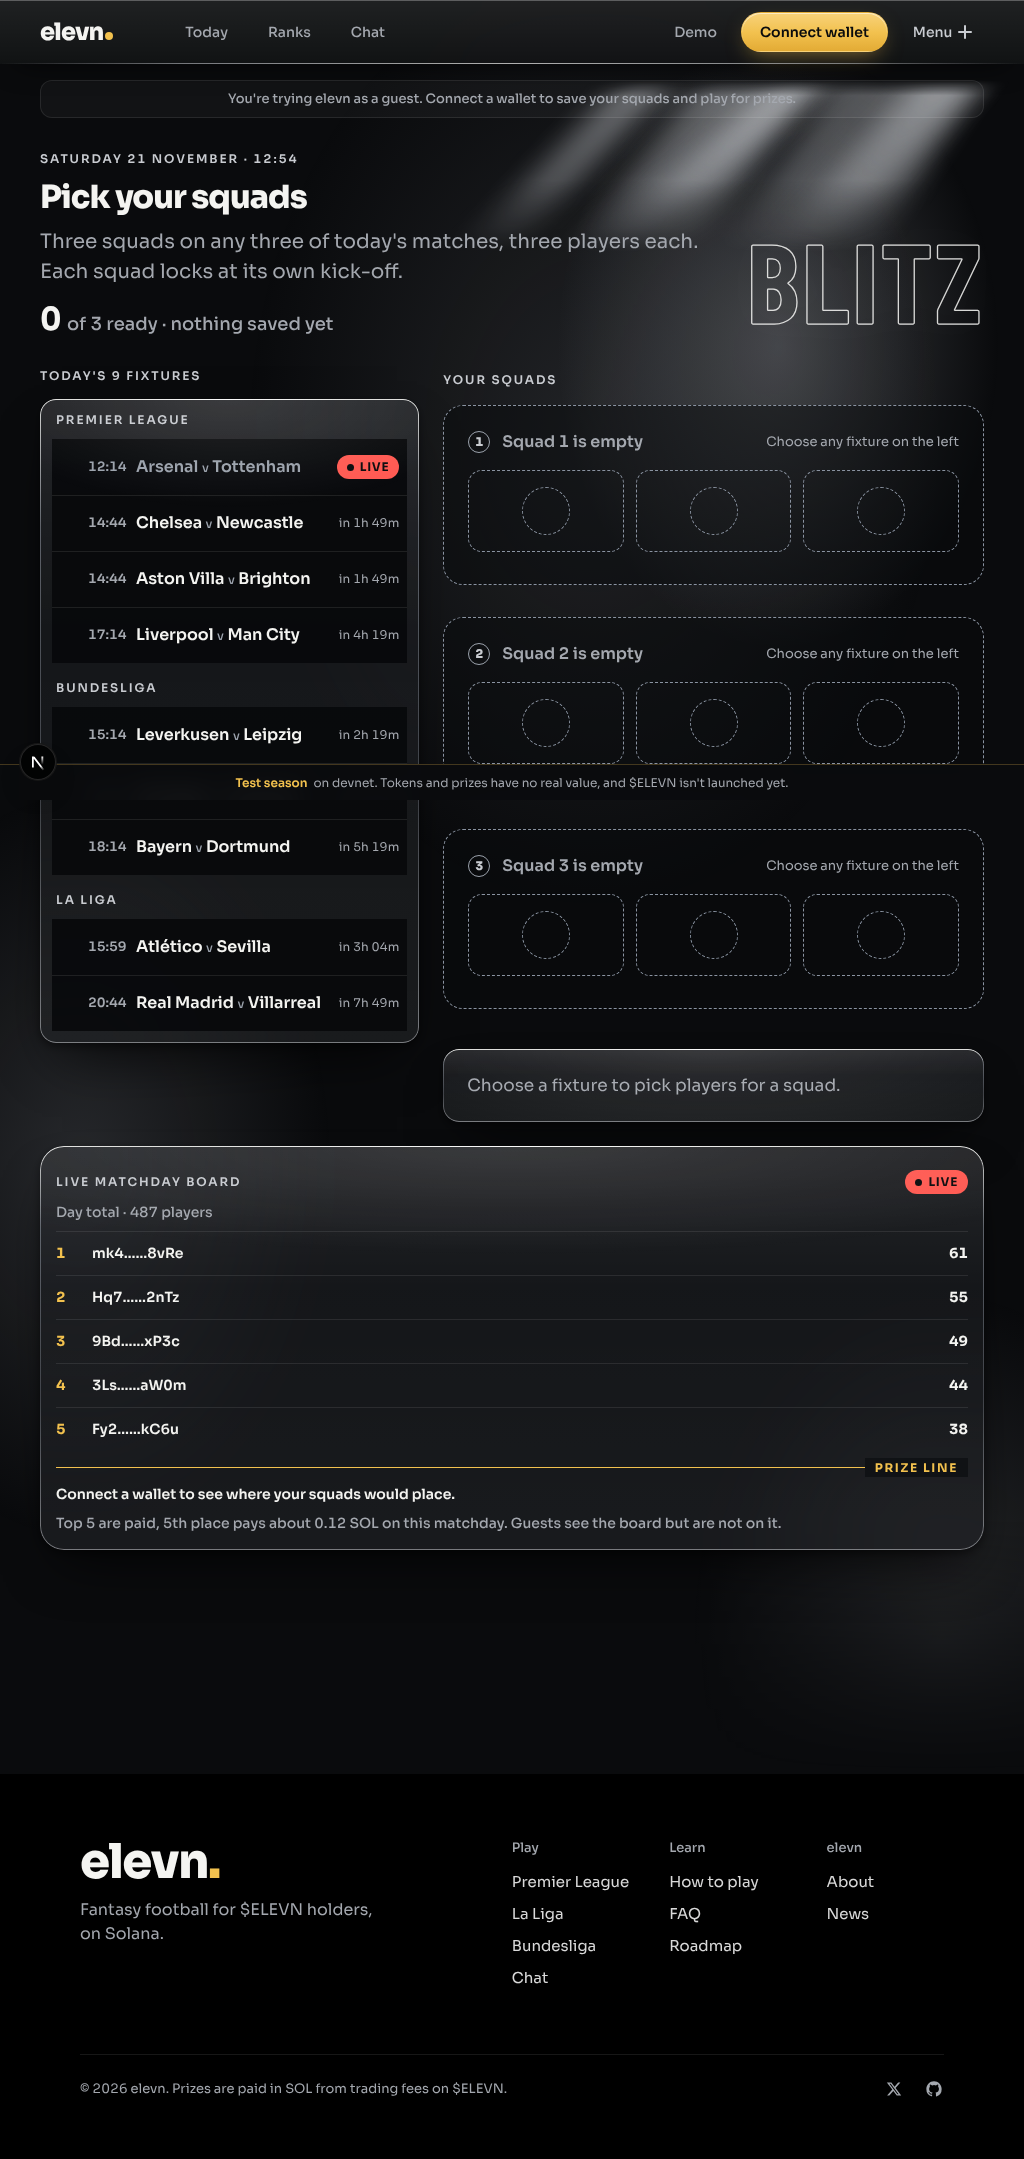 elevn.
Today
Ranks
Chat
Demo
Connect wallet
Menu
You're trying elevn as a guest. Connect a wallet to save your squads and play for prizes.
SATURDAY 21 NOVEMBER · 12:54
Pick your squads
Three squads on any three of today's matches, three players each.
Each squad locks at its own kick-off.
0 of 3 ready · nothing saved yet
BLITZ
TODAY'S 9 FIXTURES
PREMIER LEAGUE
12:14 Arsenal v Tottenham LIVE
14:44 Chelsea v Newcastle in 1h 49m
14:44 Aston Villa v Brighton in 1h 49m
17:14 Liverpool v Man City in 4h 19m
BUNDESLIGA
15:14 Leverkusen v Leipzig in 2h 19m
18:14 Bayern v Dortmund in 5h 19m
LA LIGA
15:59 Atlético v Sevilla in 3h 04m
20:44 Real Madrid v Villarreal in 7h 49m
YOUR SQUADS
1 Squad 1 is empty Choose any fixture on the left
2 Squad 2 is empty Choose any fixture on the left
N
Test season on devnet. Tokens and prizes have no real value, and $ELEVN isn't launched yet.
3 Squad 3 is empty Choose any fixture on the left
Choose a fixture to pick players for a squad.
LIVE MATCHDAY BOARD LIVE
Day total · 487 players
1 mk4......8vRe 61
2 Hq7......2nTz 55
3 9Bd......xP3c 49
4 3Ls......aW0m 44
5 Fy2......kC6u 38
PRIZE LINE
Connect a wallet to see where your squads would place.
Top 5 are paid, 5th place pays about 0.12 SOL on this matchday. Guests see the board but are not on it.
elevn.
Fantasy football for $ELEVN holders,
on Solana.
Play
Premier League
La Liga
Bundesliga
Chat
Learn
How to play
FAQ
Roadmap
elevn
About
News
© 2026 elevn. Prizes are paid in SOL from trading fees on $ELEVN.